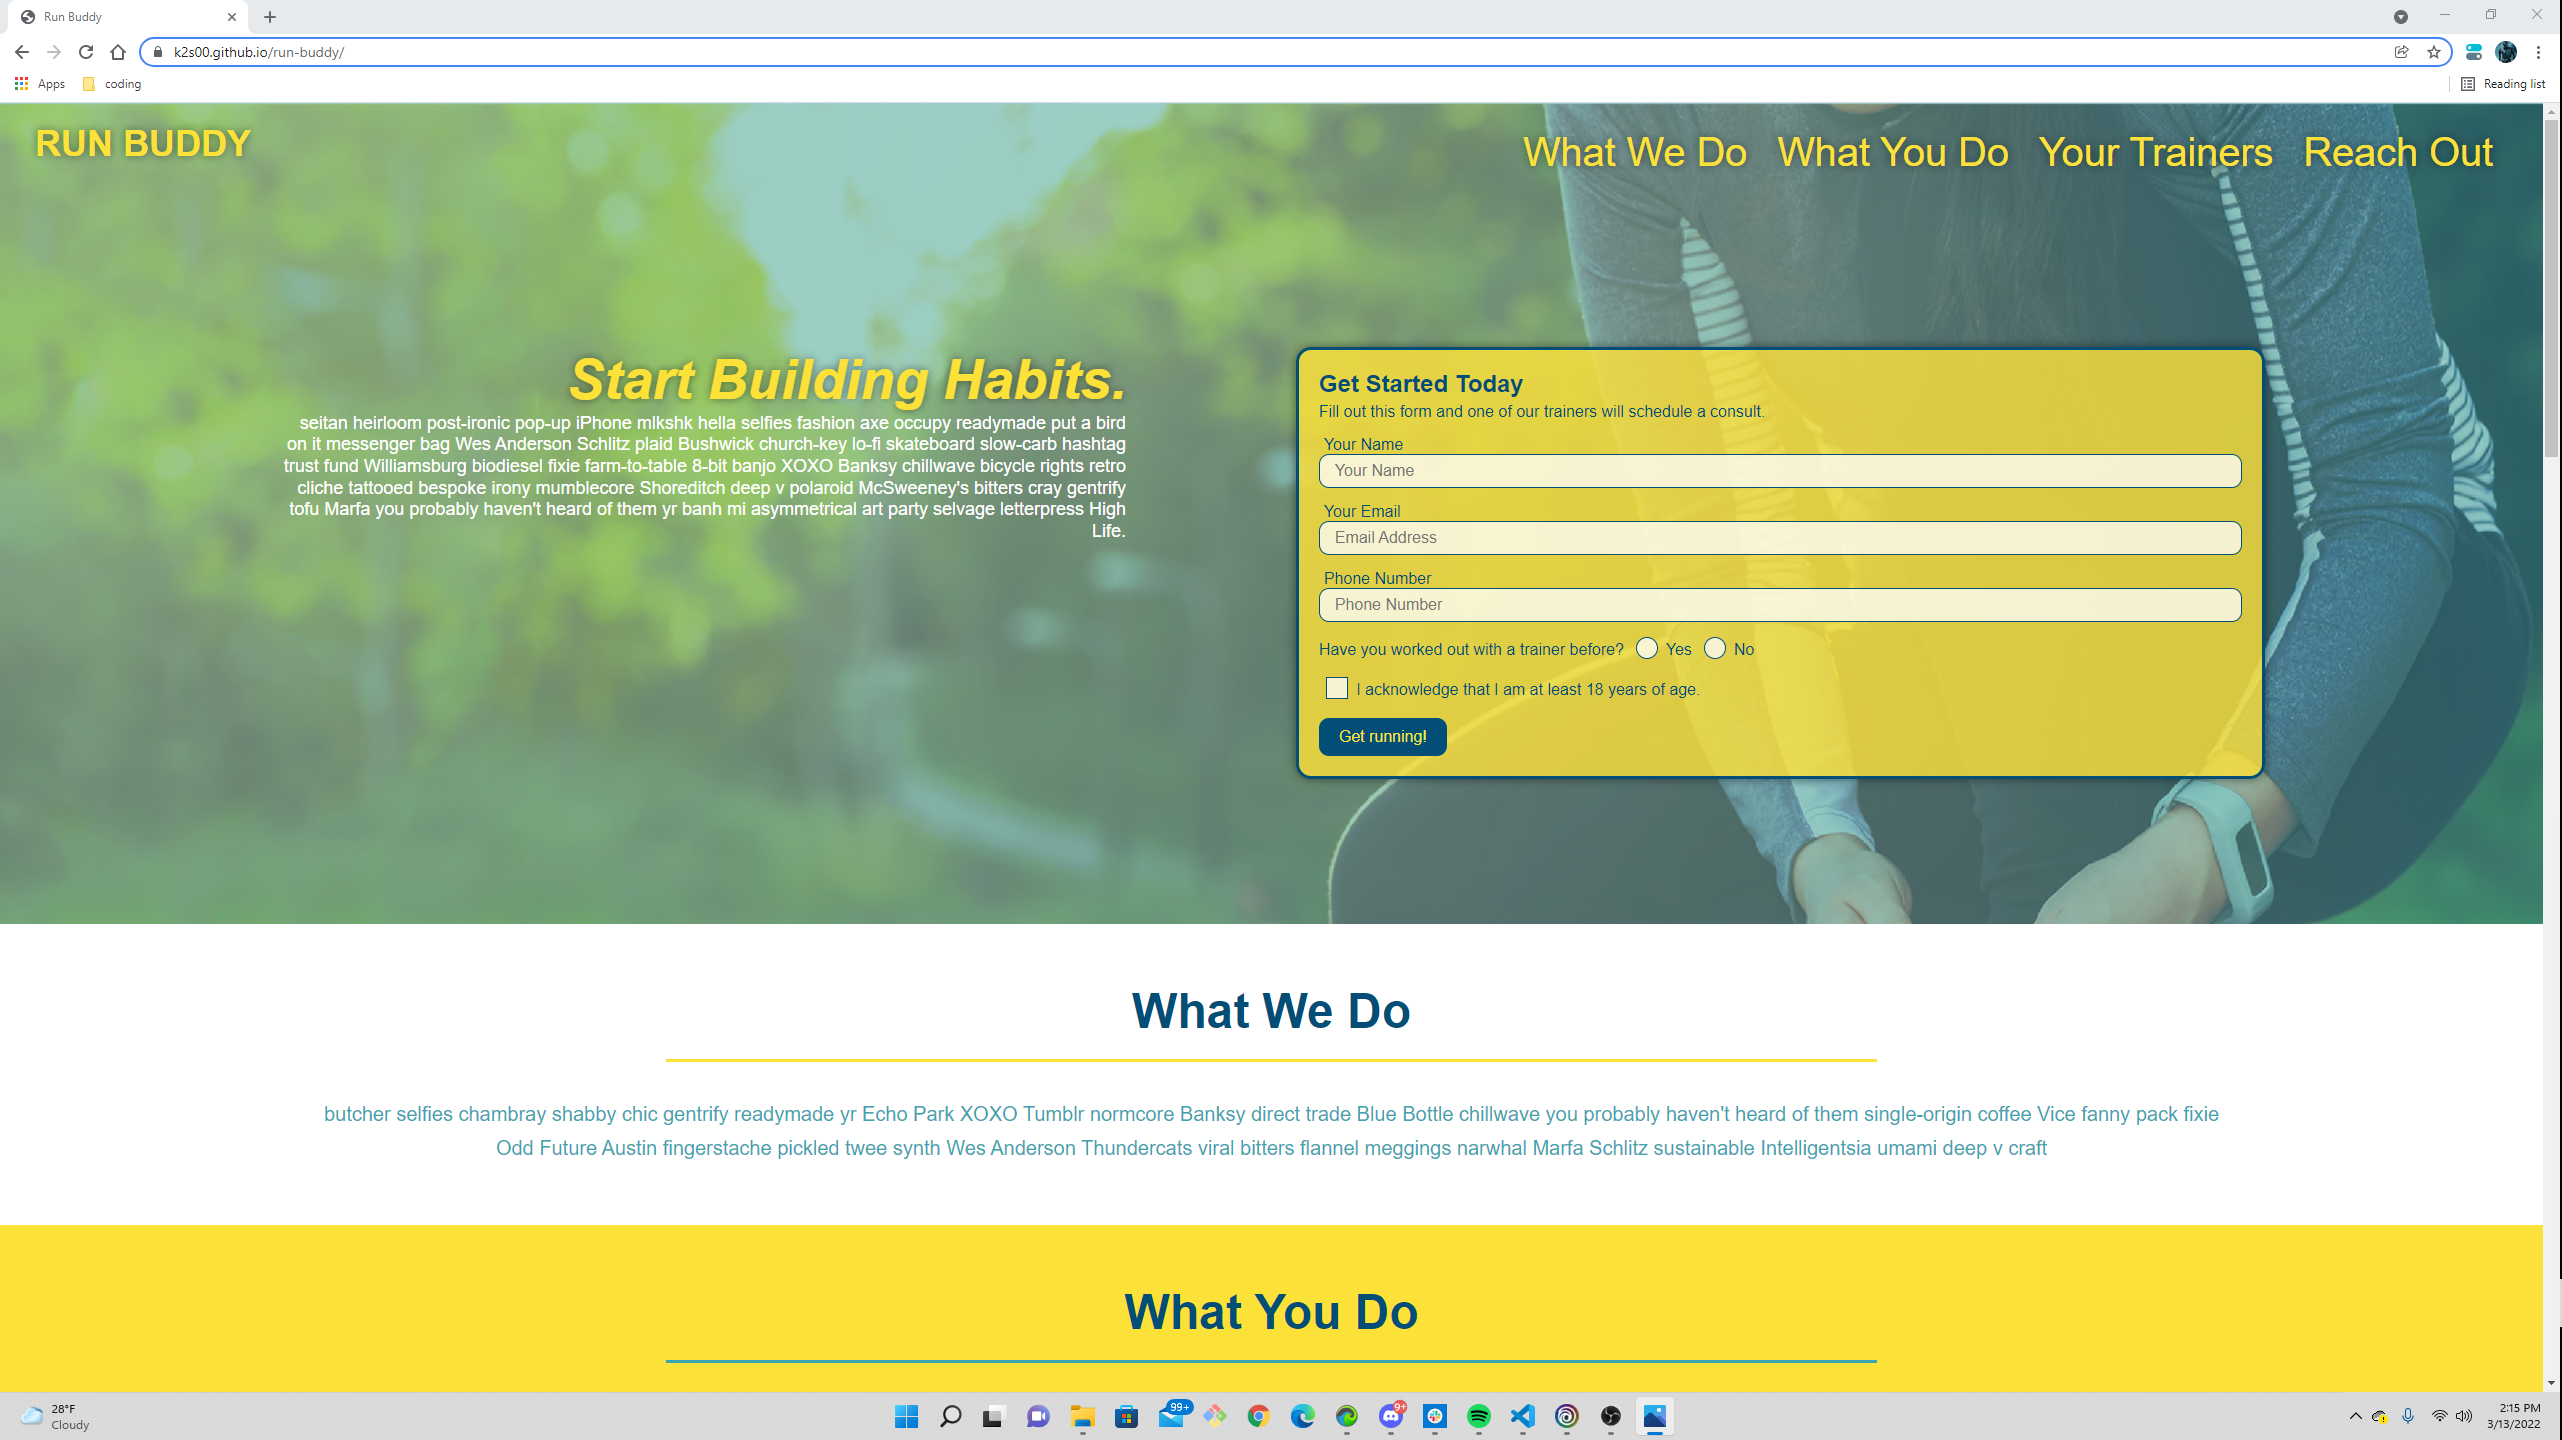 Run Buddy
k2s00.github.io/run-buddy/
Apps
coding
Reading list
RUN BUDDY
What We Do
What You Do
Your Trainers
Reach Out
Start Building Habits.
seitan heirloom post-ironic pop-up iPhone mlkshk hella selfies fashion axe occupy readymade put a bird
on it messenger bag Wes Anderson Schlitz plaid Bushwick church-key lo-fi skateboard slow-carb hashtag
trust fund Williamsburg biodiesel fixie farm-to-table 8-bit banjo XOXO Banksy chillwave bicycle rights retro
cliche tattooed bespoke irony mumblecore Shoreditch deep v polaroid McSweeney's bitters cray gentrify
tofu Marfa you probably haven't heard of them yr banh mi asymmetrical art party selvage letterpress High
Life.
Get Started Today
Fill out this form and one of our trainers will schedule a consult.
Your Name
Your Name
Your Email
Email Address
Phone Number
Phone Number
Have you worked out with a trainer before? Yes No
I acknowledge that I am at least 18 years of age.
Get running!
What We Do
butcher selfies chambray shabby chic gentrify readymade yr Echo Park XOXO Tumblr normcore Banksy direct trade Blue Bottle chillwave you probably haven't heard of them single-origin coffee Vice fanny pack fixie
Odd Future Austin fingerstache pickled twee synth Wes Anderson Thundercats viral bitters flannel meggings narwhal Marfa Schlitz sustainable Intelligentsia umami deep v craft
What You Do
28°F
Cloudy
99+
9+
2:15 PM
3/13/2022